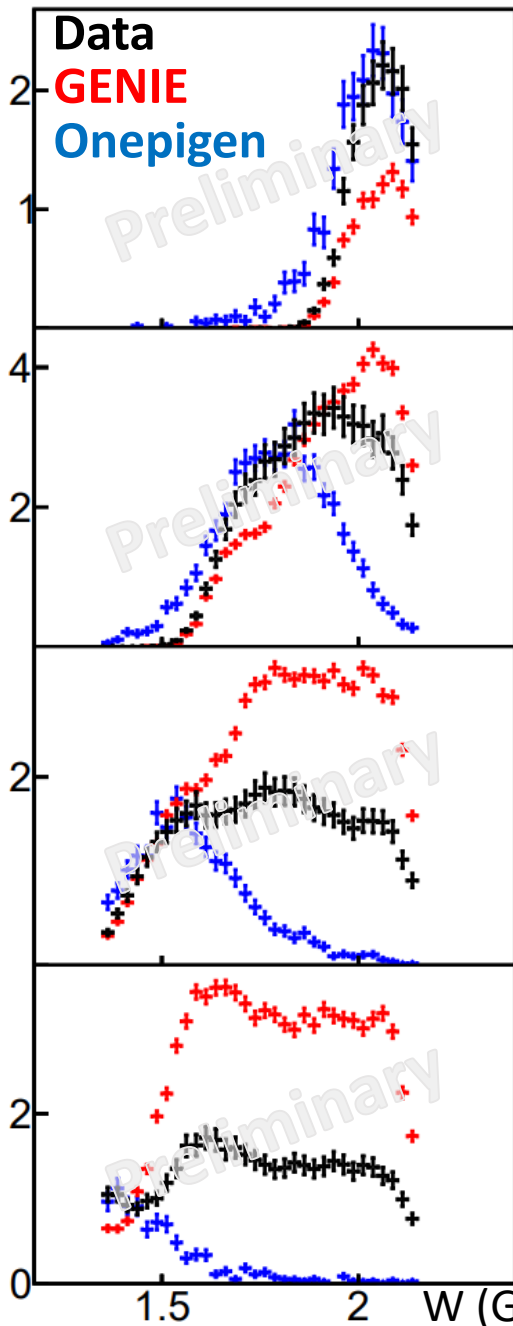 Data
GENIE
Onepigen
2
1
Preliminary
4
2
Preliminary
2
Preliminary
2
Preliminary
0
1.5 2 W (G